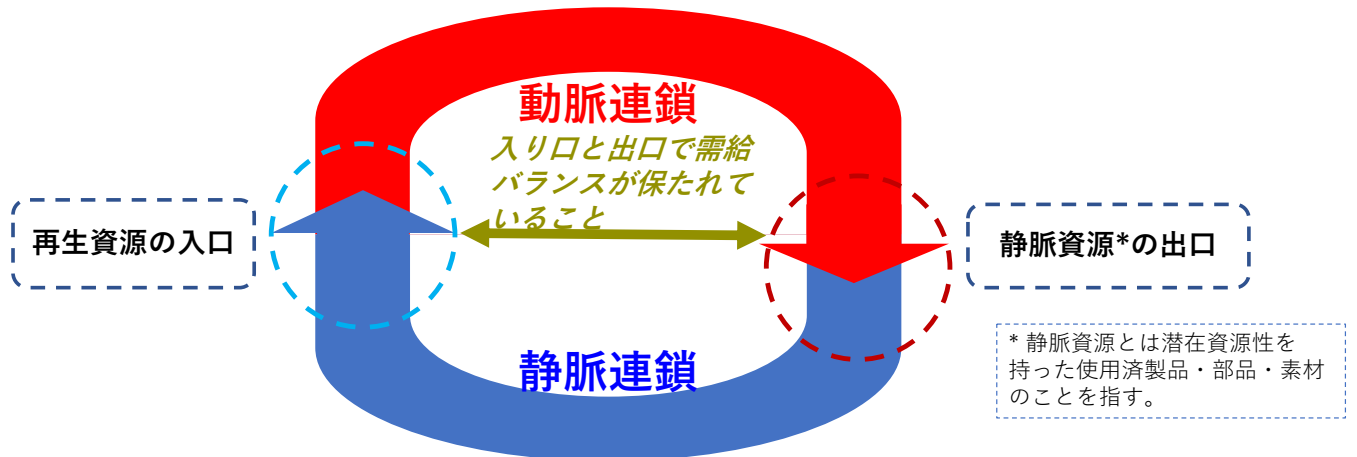 動脈連鎖
入り口と出口で需給
バランスが保たれて
いること
再生資源の入口
静脈資源*の出口
静脈連鎖
* 静脈資源とは潜在資源性を
持った使用済製品・部品・素材
のことを指す。